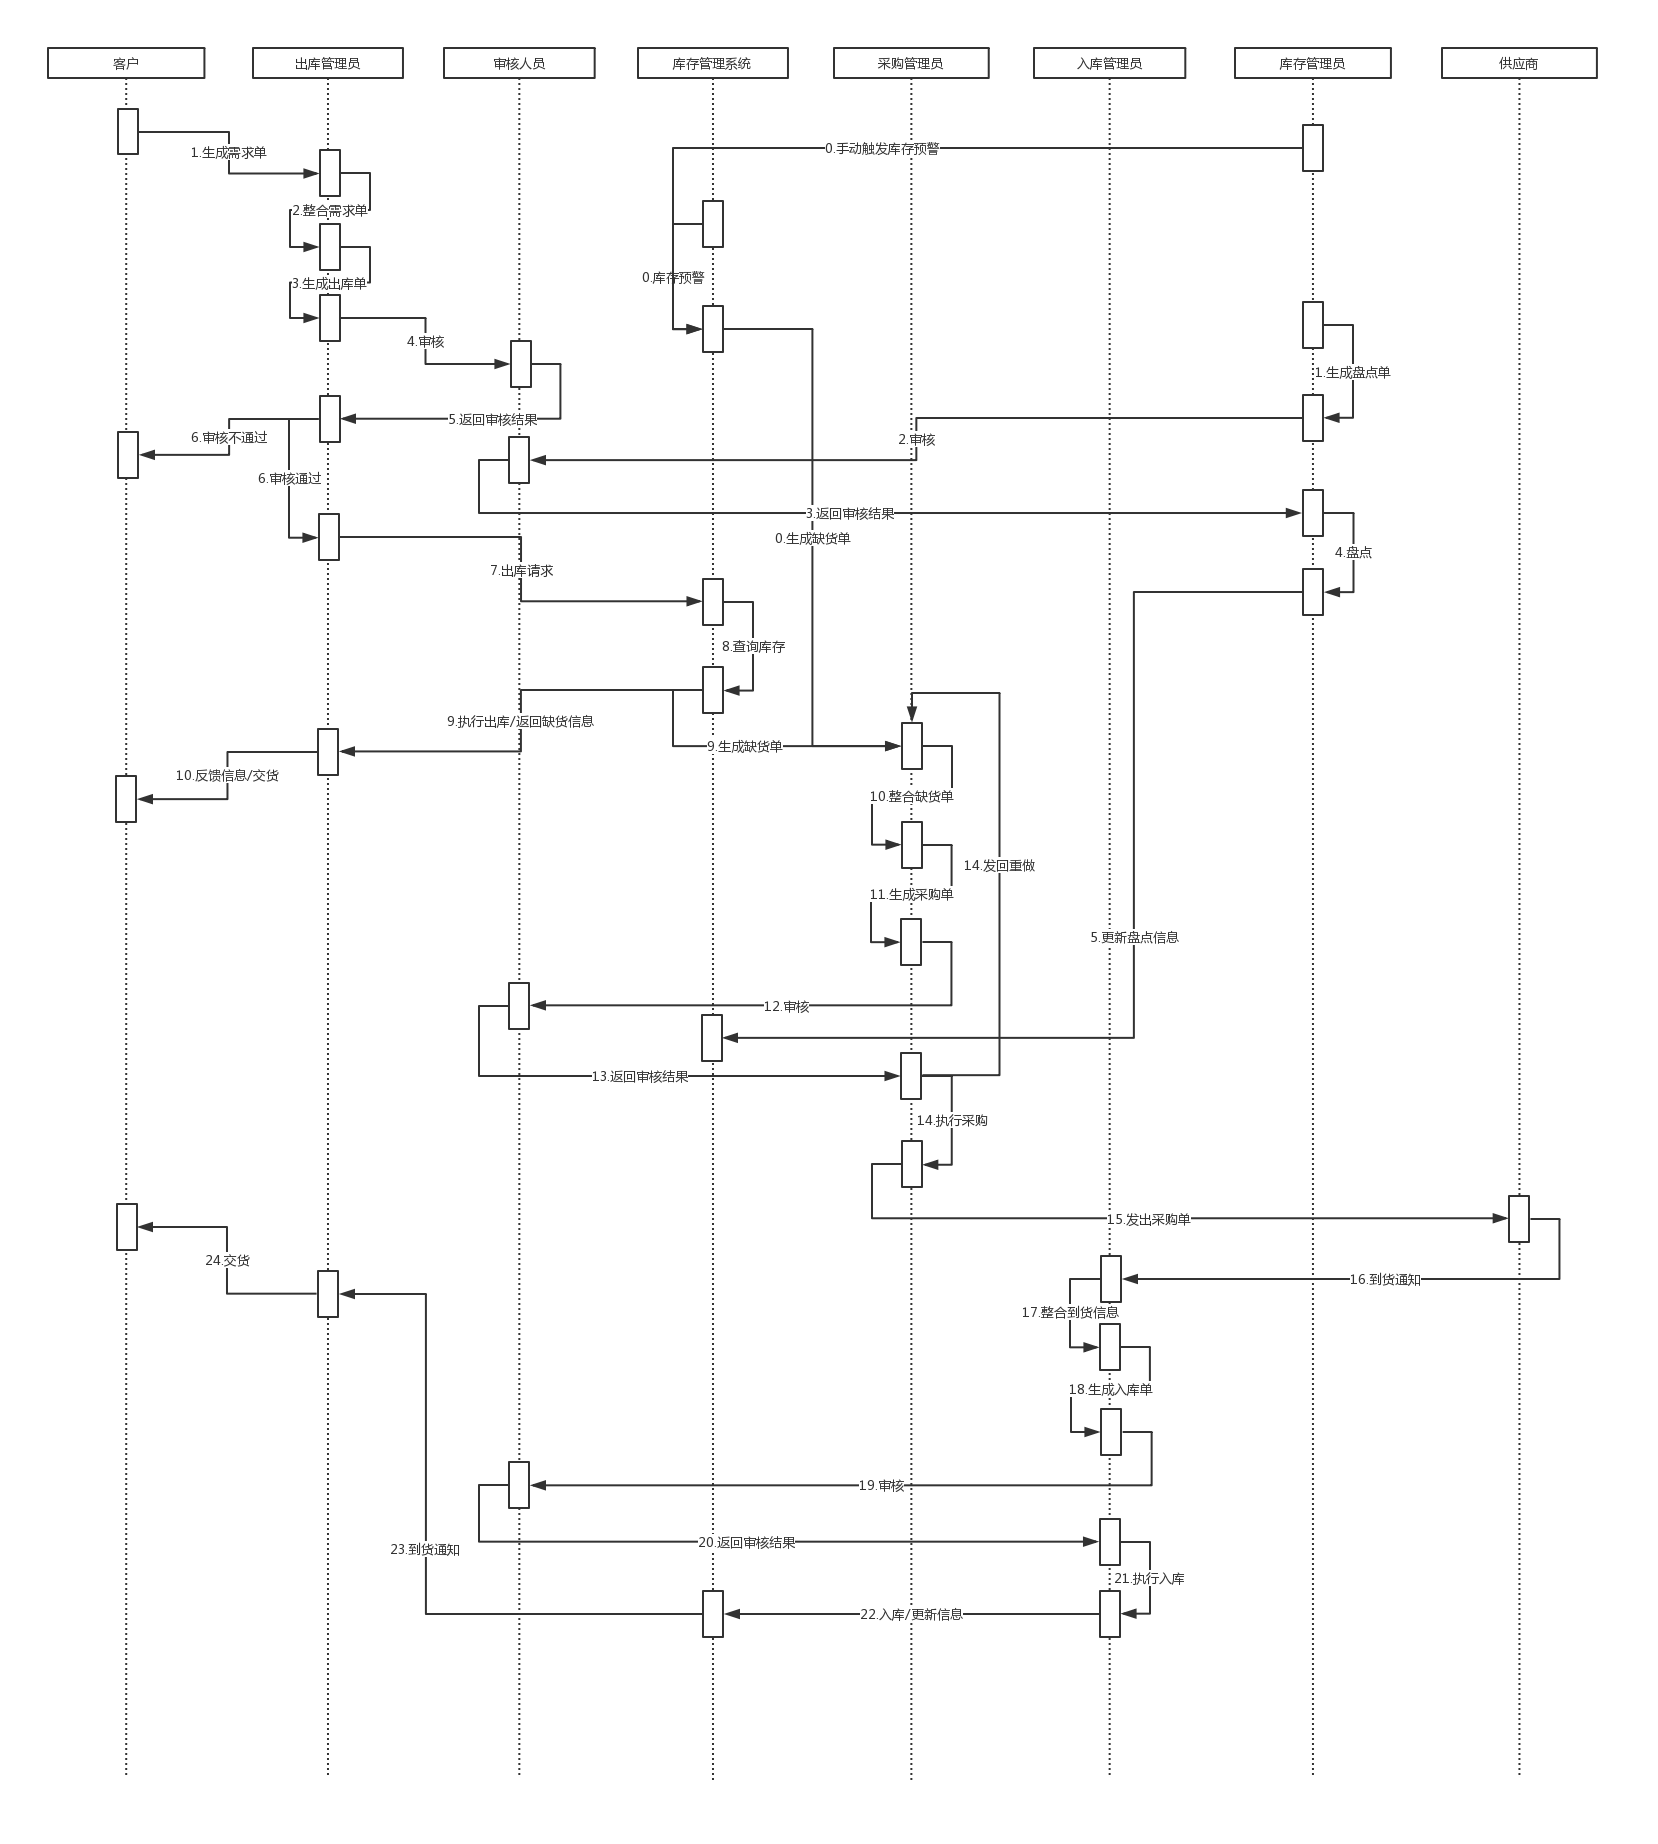 客户
出库管理员
审核人员
库存管理系统
采购管理员
入库管理员
库存管理员
供应商
1.生成需求单
0.手动触发库存预警
2.整合需求单
0.库存预警
3.生成出库单
4.审核
1.生成盘点单
5.返回审核结果
6.审核不通过
2.审核
6.审核通过
3.返回审核结果
0.生成缺货单
4.盘点
7.出库请求
8.查询库存
9.执行出库/返回缺货信息
9.生成缺货单
10.反馈信息/交货
10.整合缺货单
14.发回重做
11.生成采购单
5.更新盘点信息
12.审核
13.返回审核结果
14.执行采购
15.发出采购单
24.交货
16.到货通知
17.整合到货信息
18.生成入库单
19.审核
20.返回审核结果
23.到货通知
21.执行入库
22.入库/更新信息